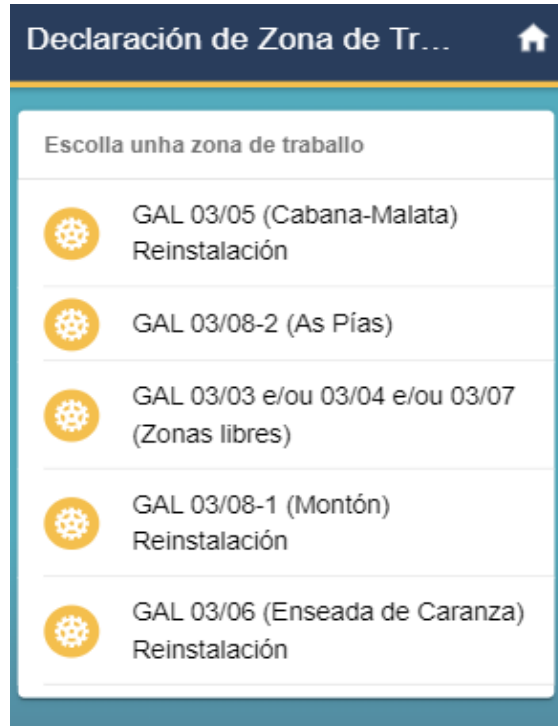 Declaración de Zona de Tr...
Escolla unha zona de traballo
GAL 03/05 (Cabana-Malata)
Reinstalación
GAL 03/08-2 (As Pías)
GAL 03/03 e/ou 03/04 e/ou 03/07
(Zonas libres)
GAL 03/08-1 (Montón)
Reinstalación
GAL 03/06 (Enseada de Caranza)
Reinstalación